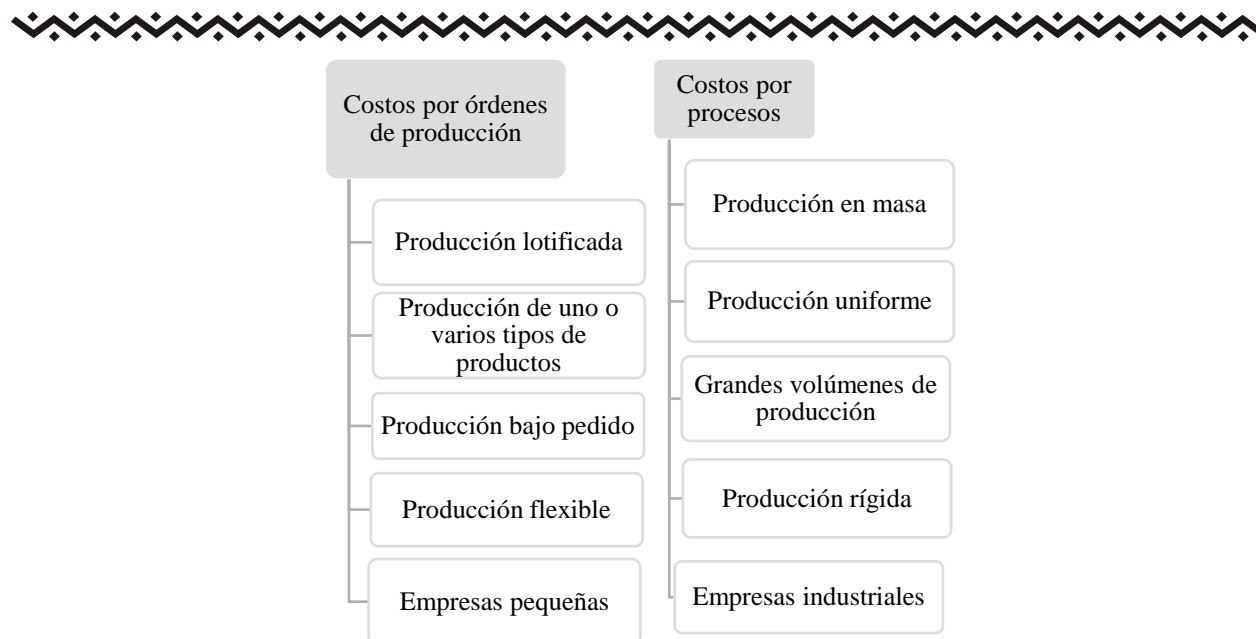 Costos por órdenes
de producción
Producción lotificada
Producción de uno o
varios tipos de
productos
Producción bajo pedido
Producción flexible
Empresas pequeñas
Costos por
procesos
Producción en masa
Producción uniforme
Grandes volúmenes de
producción
Producción rígida
Empresas industriales